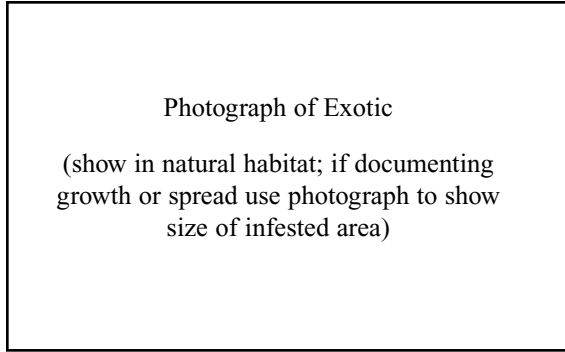 Photograph of Exotic
(show in natural habitat; if documenting
growth or spread use photograph to show
size of infested area)